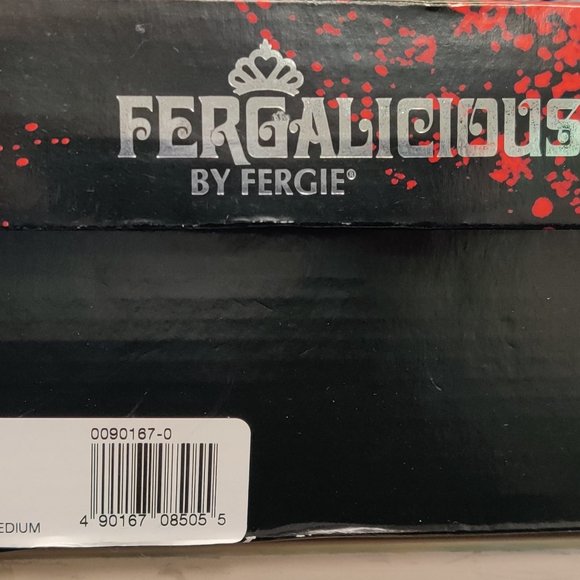 FERGALICIOUS
BY FERGIE®
0090167-0
4 90167 08505 5
EDIUM